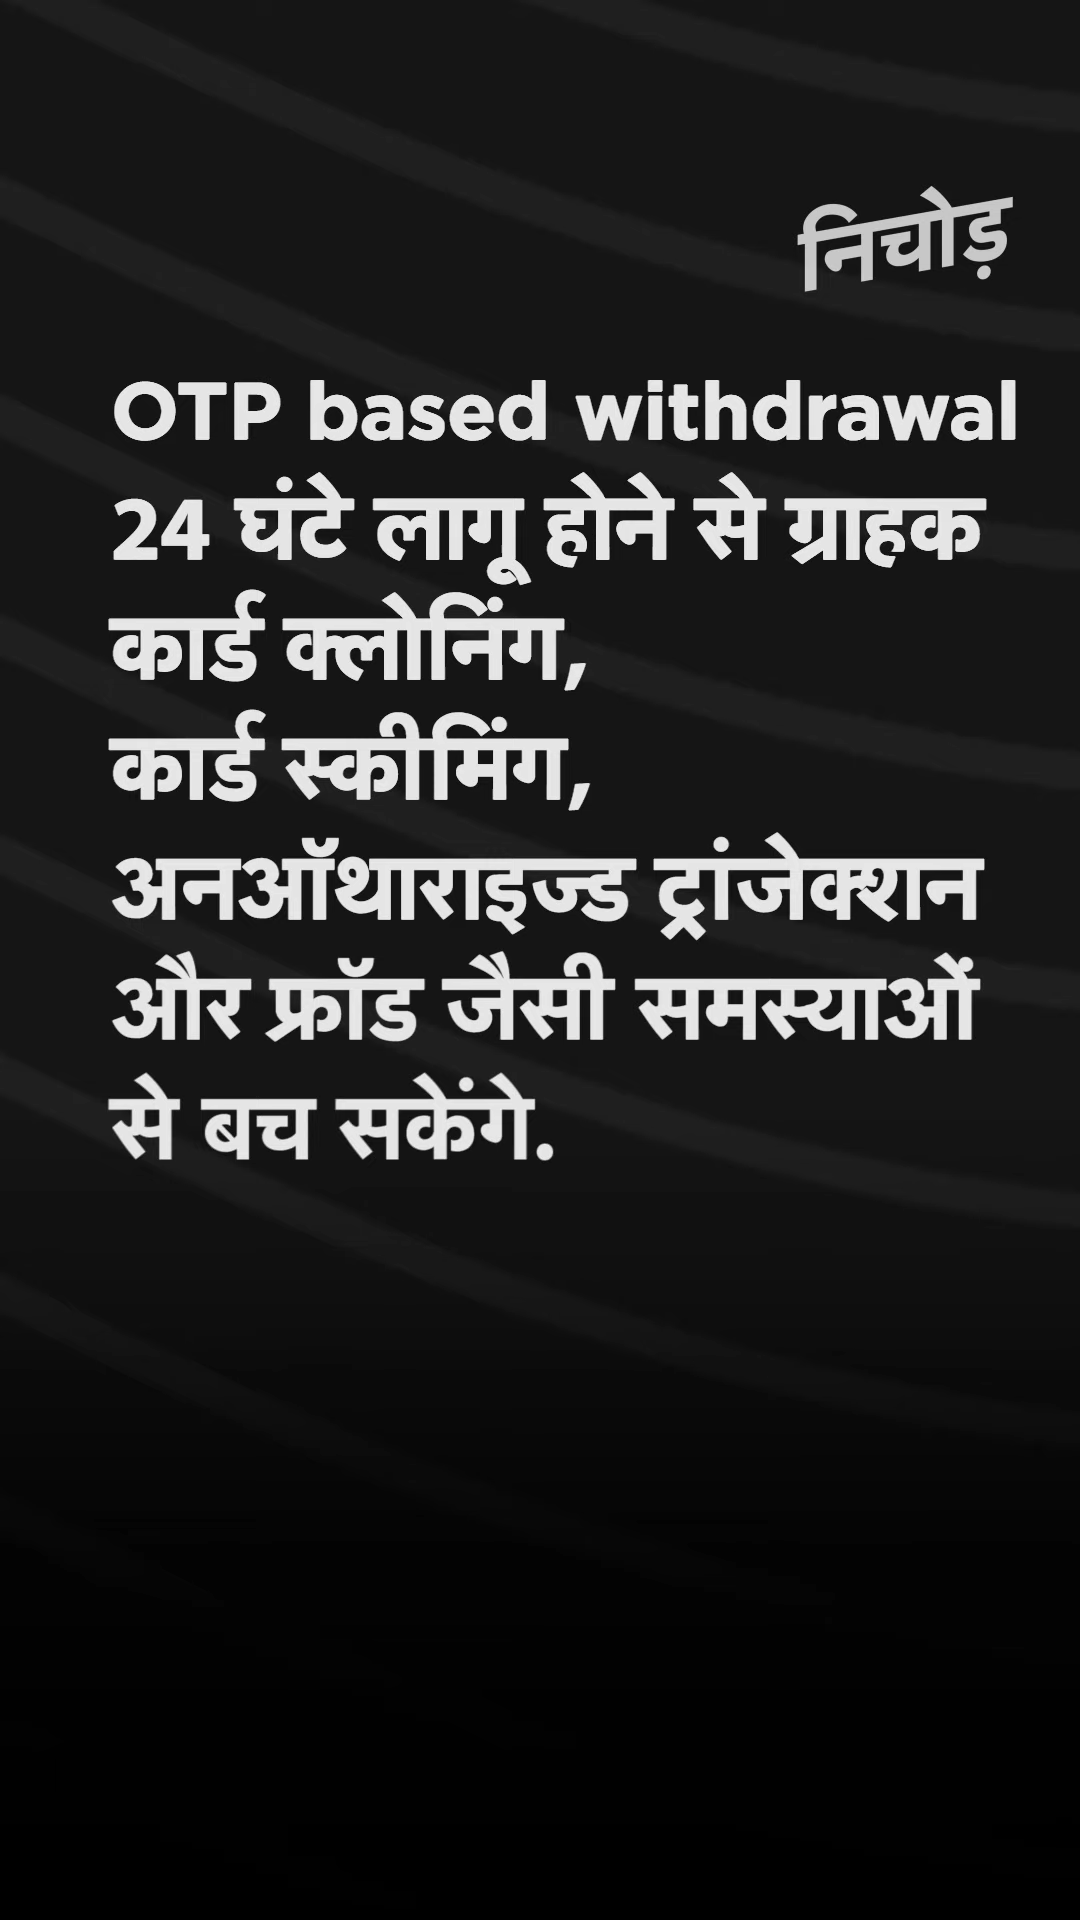 निचोड़
OTP based withdrawal
24 घंटे लागू होने से ग्राहक
कार्ड क्लोनिंग,
कार्ड स्कीमिंग,
अनऑथाराइज्ड ट्रांजेक्शन
और फ्रॉड जैसी समस्याओं
से बच सकेंगे.